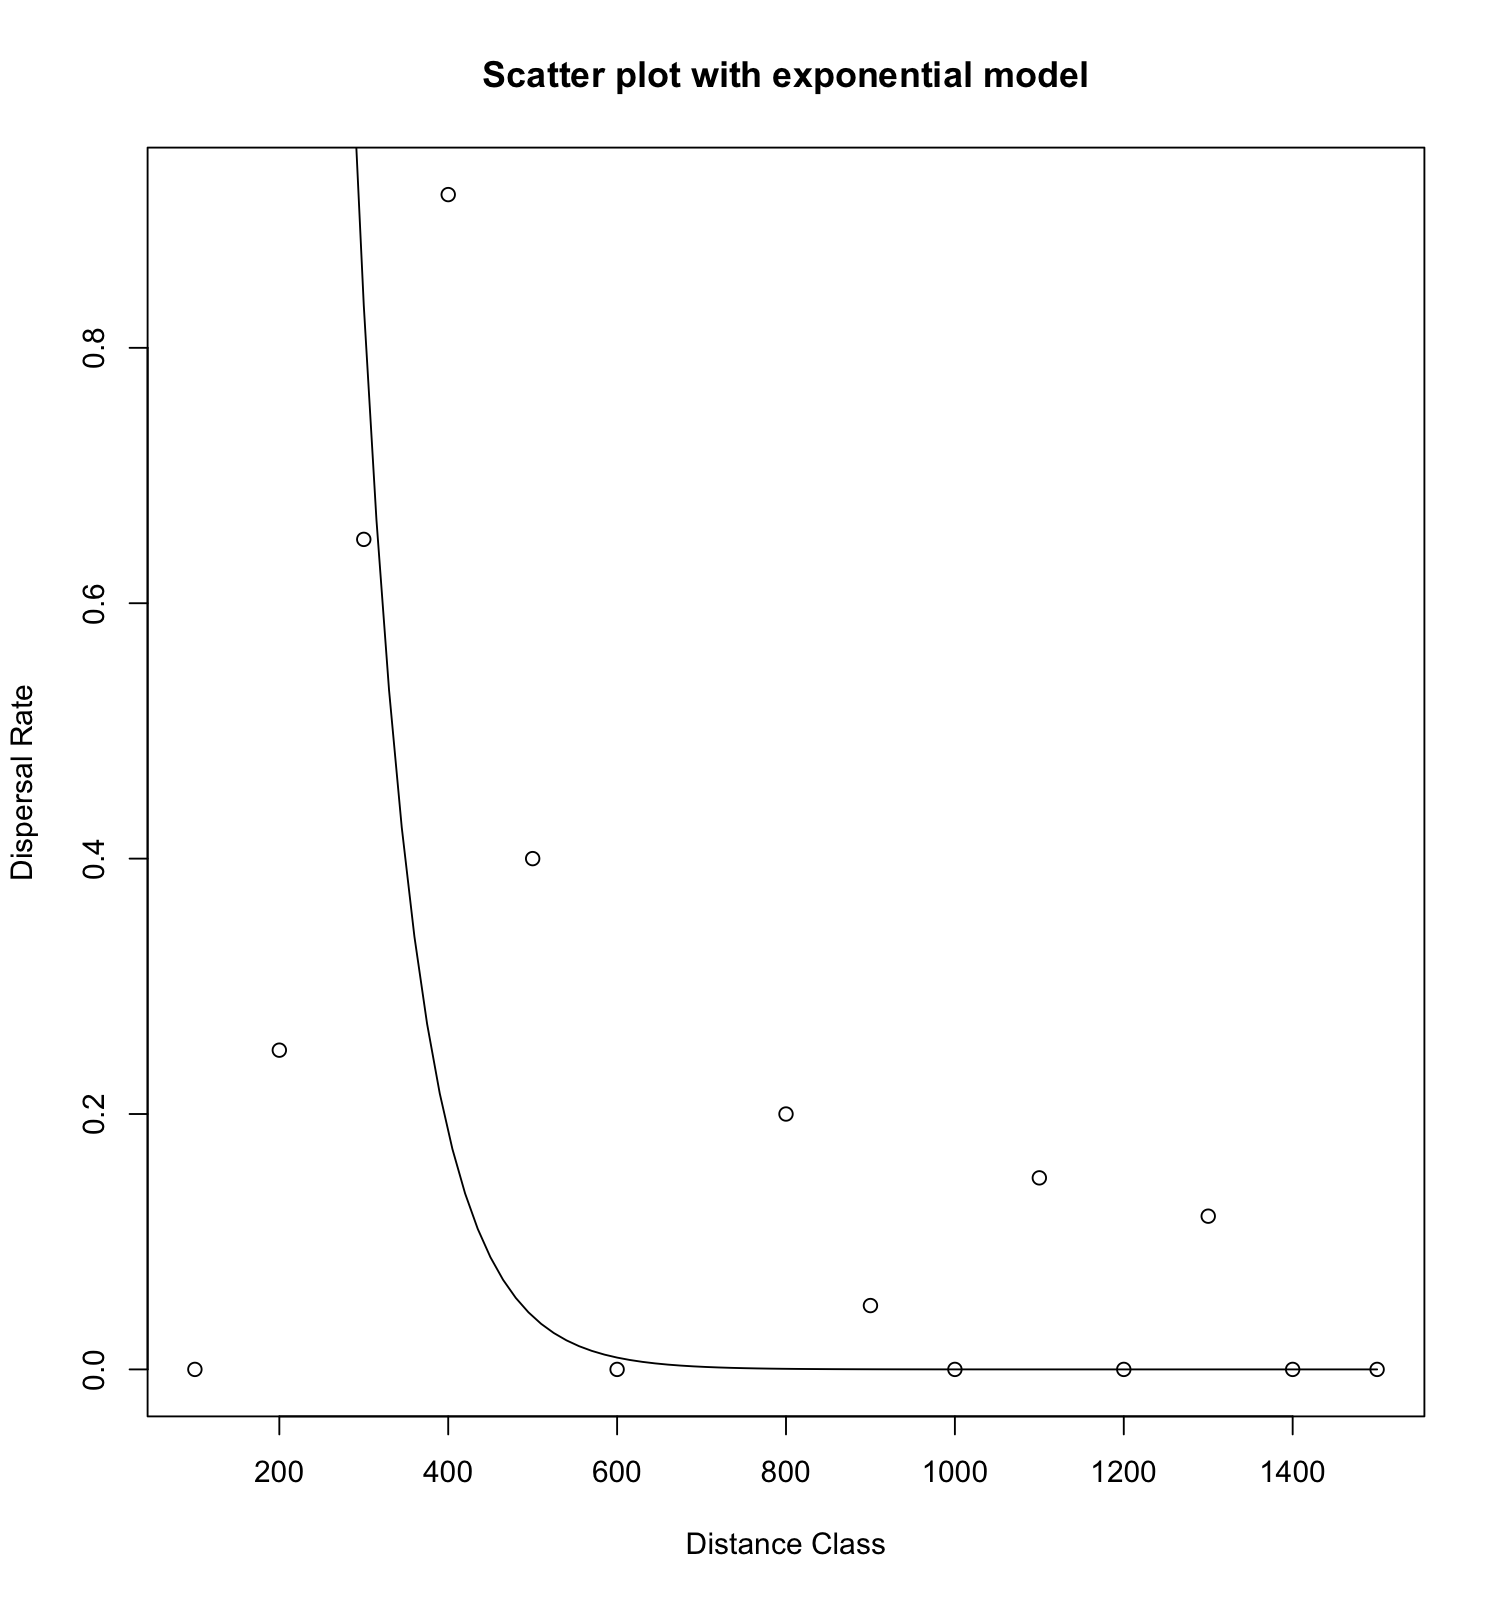 Scatter plot with exponential model
0.8
0.6
0.4
0.2
0.0
Dispersal Rate
200 400 600 800 1000 1200 1400
Distance Class